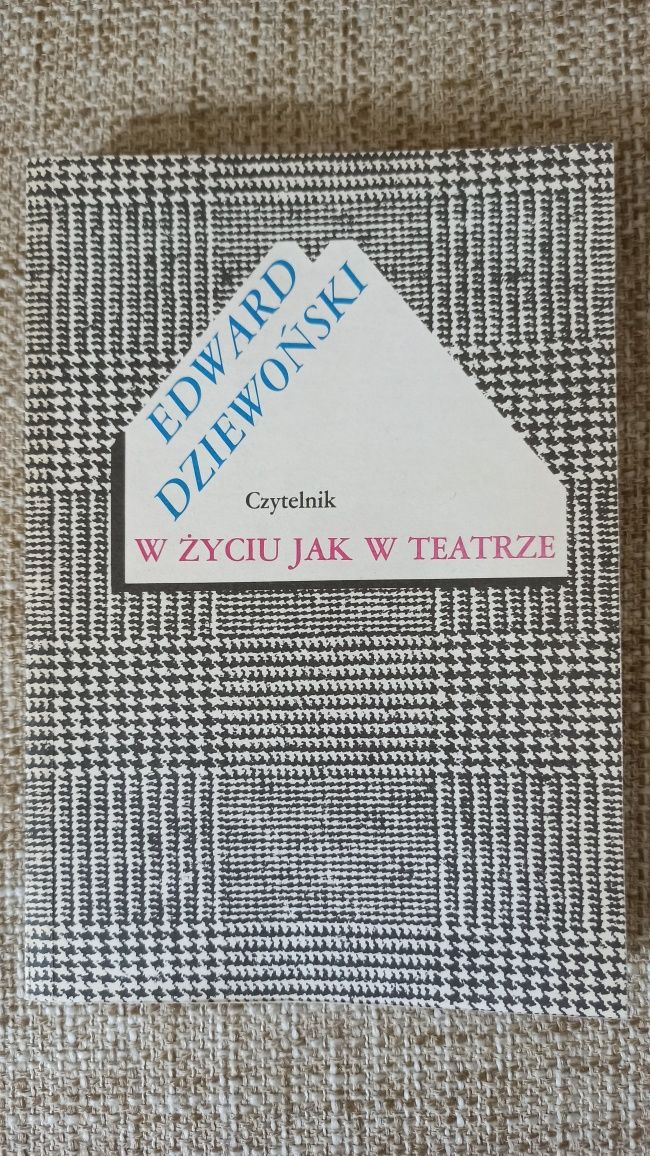 EDWARD
DZIEWOŃSKI
Czytelnik
W ŻYCIU JAK W TEATRZE